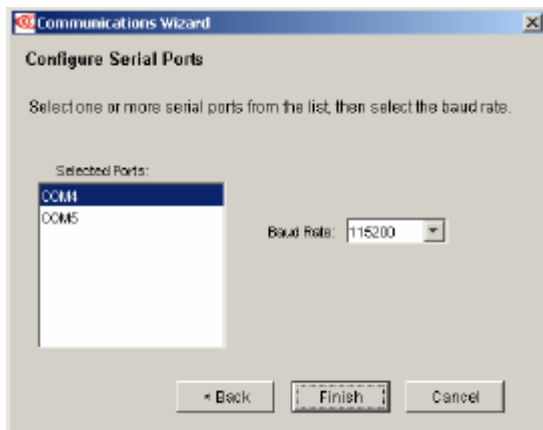 Communications Wizard
Configure Serial Ports
Select one or more serial ports from the list, then select the baud rate.
Selected Ports:
COM4
COM5
Baud Rate: 115200
< Back Finish Cancel